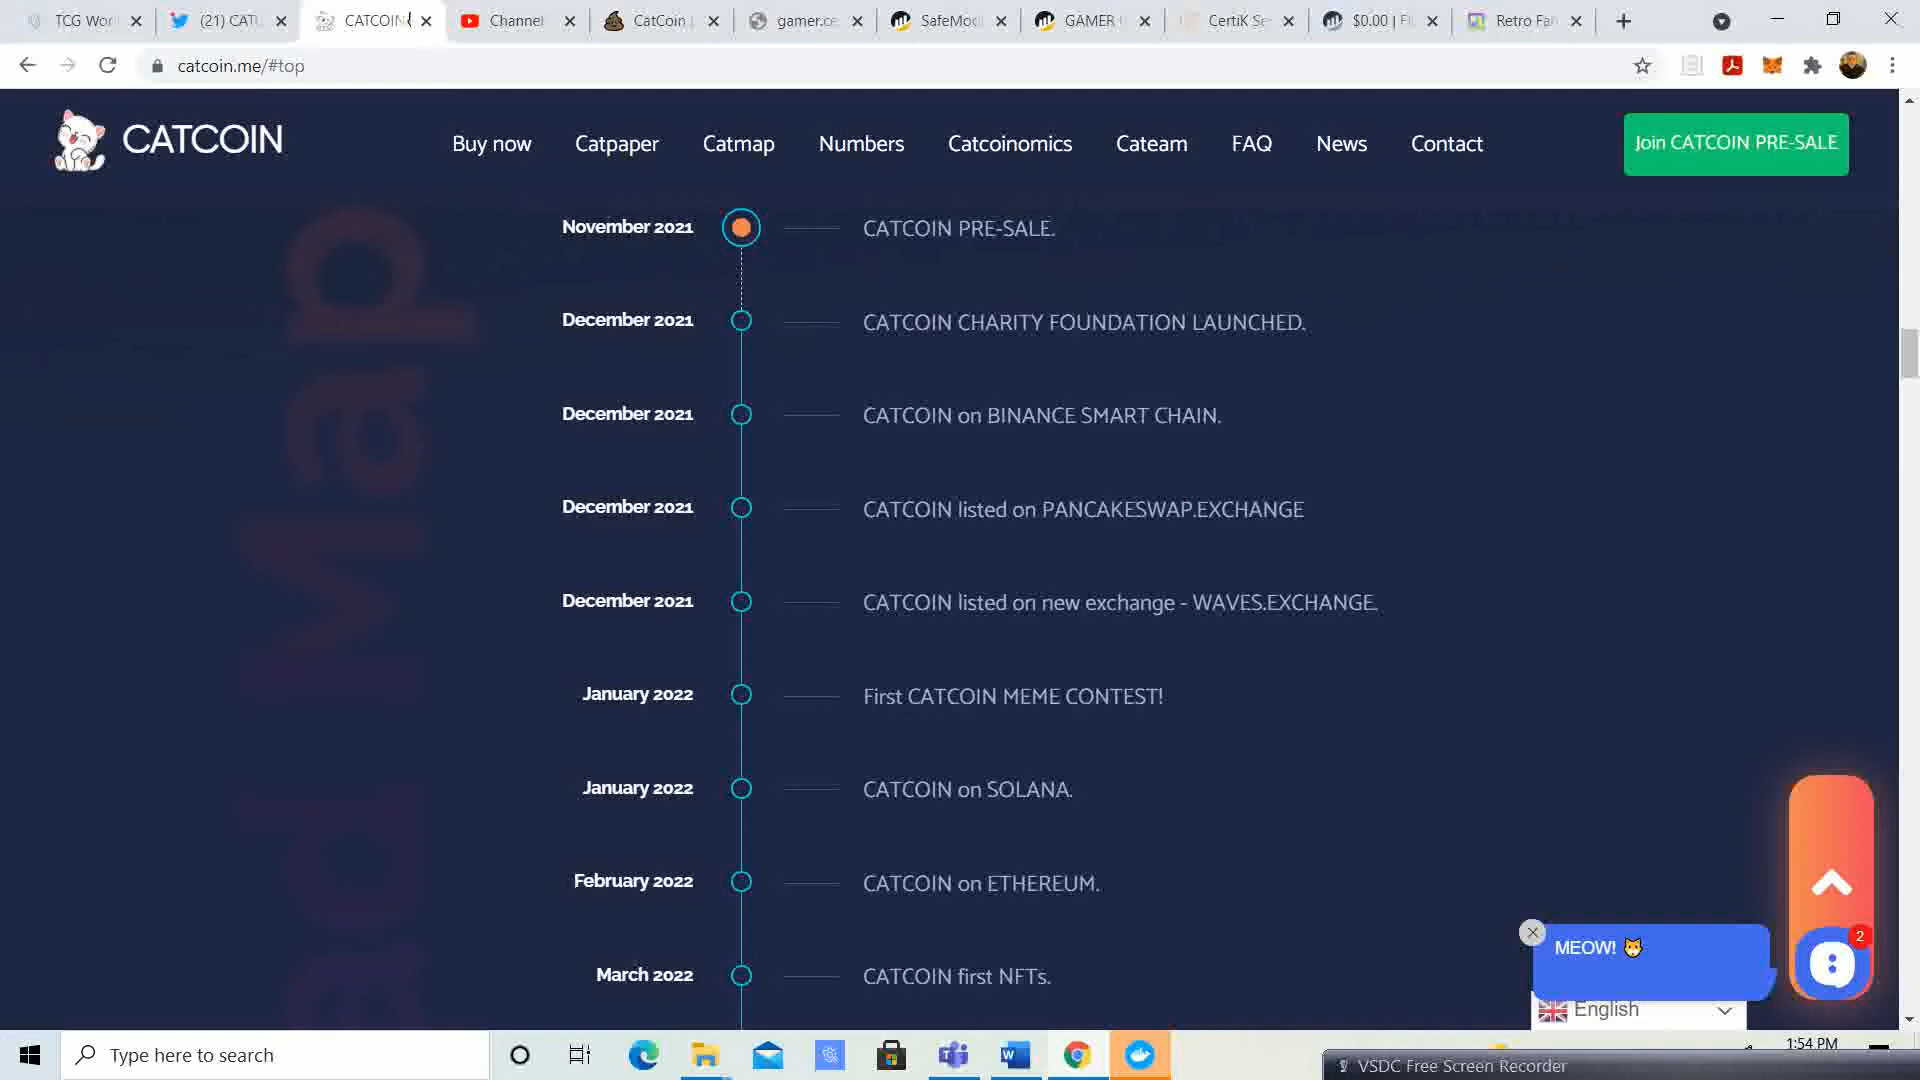 TCG Wor
(21) CAT
CATCOIN
Channel
CatCoin
gamer.ce
SafeMoo
GAMER
CertiK Se
$0.00 | F
Retro Far
catcoin.me/#top
CATCOIN
Buy now
Catpaper
Catmap
Numbers
Catcoinomics
Cateam
FAQ
News
Contact
Join CATCOIN PRE-SALE
ad Map
November 2021 CATCOIN PRE-SALE.
December 2021 CATCOIN CHARITY FOUNDATION LAUNCHED.
December 2021 CATCOIN on BINANCE SMART CHAIN.
December 2021 CATCOIN listed on PANCAKESWAP.EXCHANGE
December 2021 CATCOIN listed on new exchange - WAVES.EXCHANGE.
January 2022 First CATCOIN MEME CONTEST!
January 2022 CATCOIN on SOLANA.
February 2022 CATCOIN on ETHEREUM.
March 2022 CATCOIN first NFTs.
MEOW!
2
English
Type here to search
1:54 PM
VSDC Free Screen Recorder